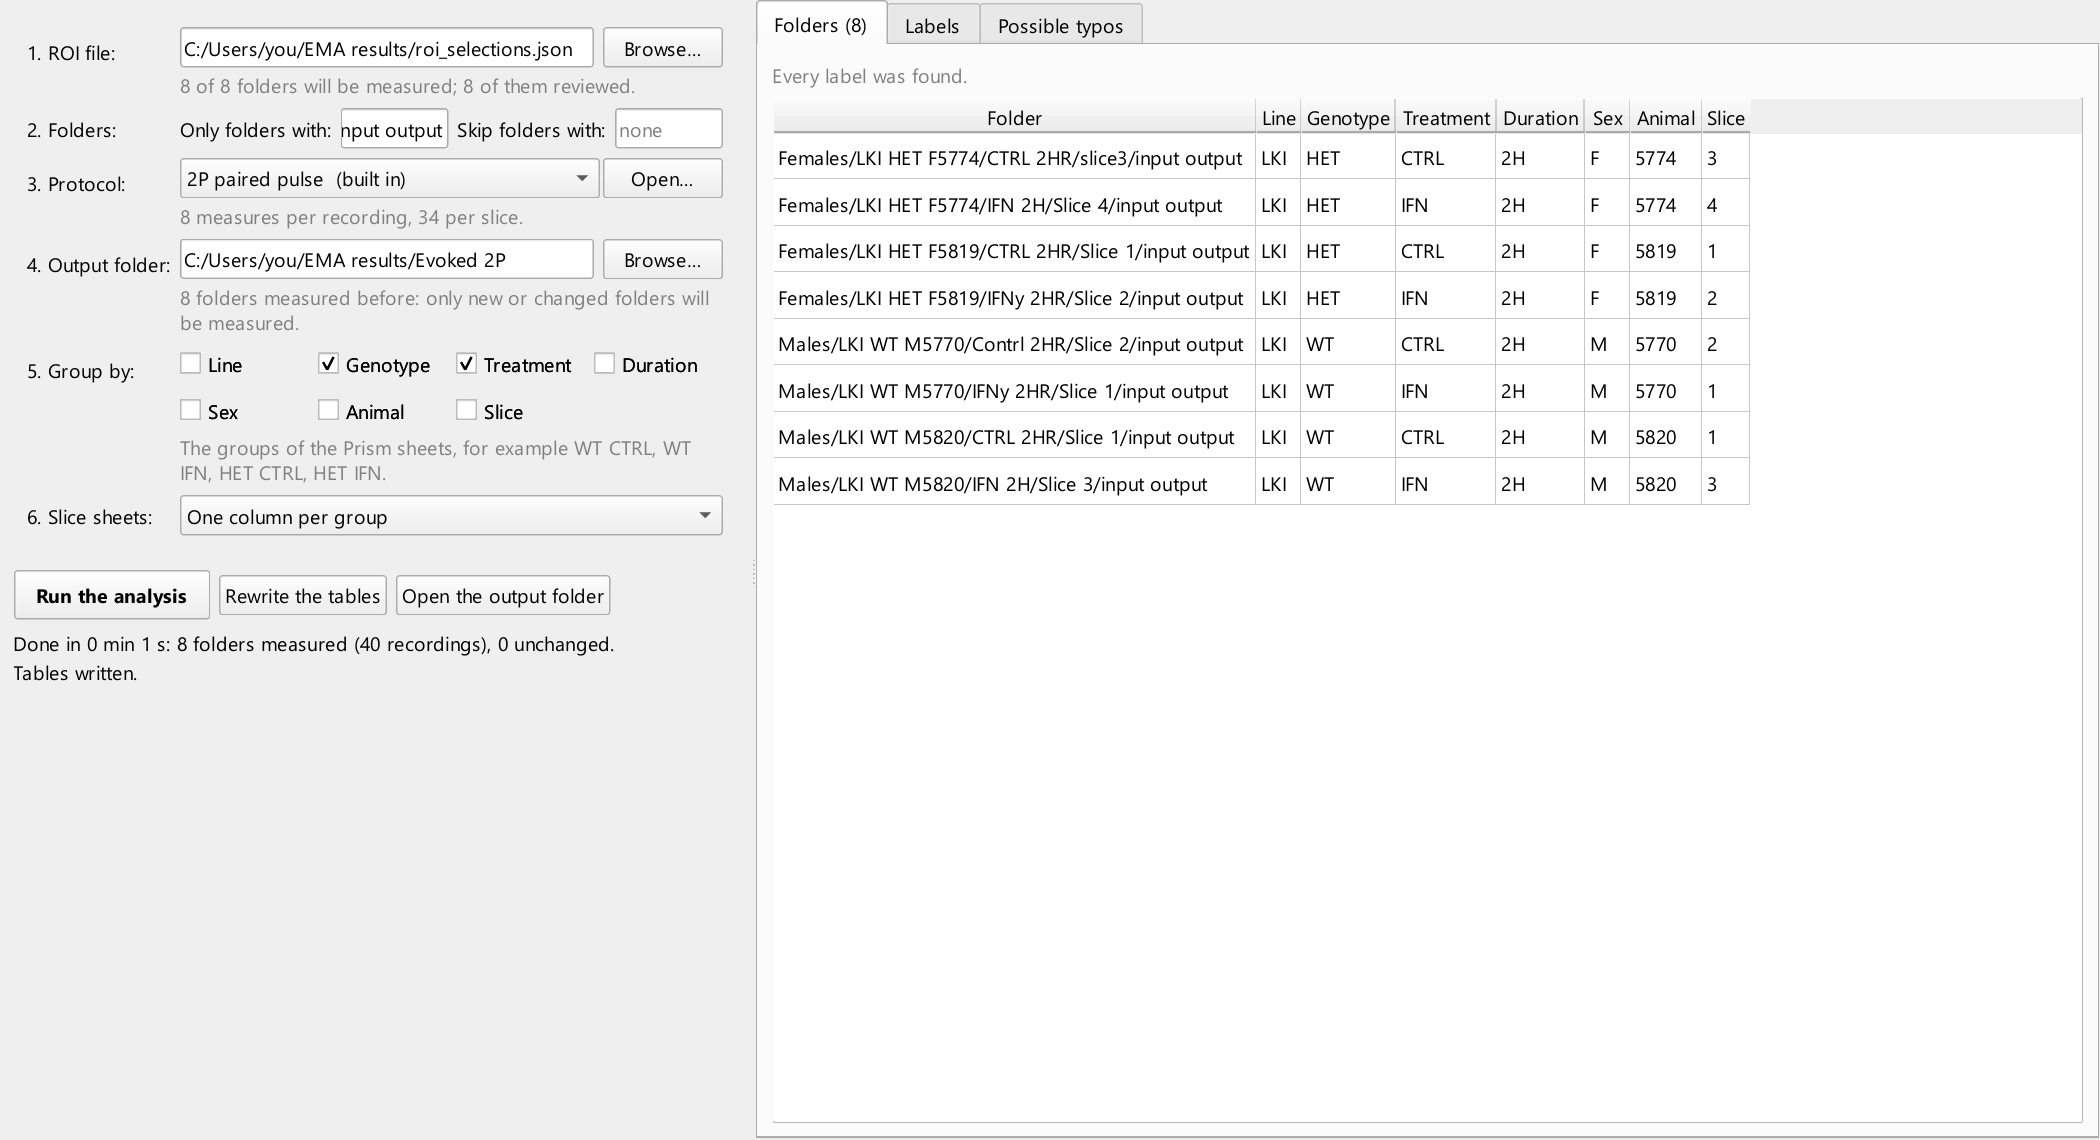 1. ROI file: C:/Users/you/EMA results/roi_selections.json Browse...
8 of 8 folders will be measured; 8 of them reviewed.
2. Folders: Only folders with: nput output Skip folders with: none
3. Protocol: 2P paired pulse (built in) Open...
8 measures per recording, 34 per slice.
4. Output folder: C:/Users/you/EMA results/Evoked 2P Browse...
8 folders measured before: only new or changed folders will
be measured.
5. Group by: Line Genotype Treatment Duration
Sex Animal Slice
The groups of the Prism sheets, for example WT CTRL, WT
IFN, HET CTRL, HET IFN.
6. Slice sheets: One column per group
Run the analysis Rewrite the tables Open the output folder
Done in 0 min 1 s: 8 folders measured (40 recordings), 0 unchanged.
Tables written.
Folders (8) Labels Possible typos
Every label was found.
Folder Line Genotype Treatment Duration Sex Animal Slice
Females/LKI HET F5774/CTRL 2HR/slice3/input output LKI HET CTRL 2H F 5774 3
Females/LKI HET F5774/IFN 2H/Slice 4/input output LKI HET IFN 2H F 5774 4
Females/LKI HET F5819/CTRL 2HR/Slice 1/input output LKI HET CTRL 2H F 5819 1
Females/LKI HET F5819/IFNy 2HR/Slice 2/input output LKI HET IFN 2H F 5819 2
Males/LKI WT M5770/Contrl 2HR/Slice 2/input output LKI WT CTRL 2H M 5770 2
Males/LKI WT M5770/IFNy 2HR/Slice 1/input output LKI WT IFN 2H M 5770 1
Males/LKI WT M5820/CTRL 2HR/Slice 1/input output LKI WT CTRL 2H M 5820 1
Males/LKI WT M5820/IFN 2H/Slice 3/input output LKI WT IFN 2H M 5820 3